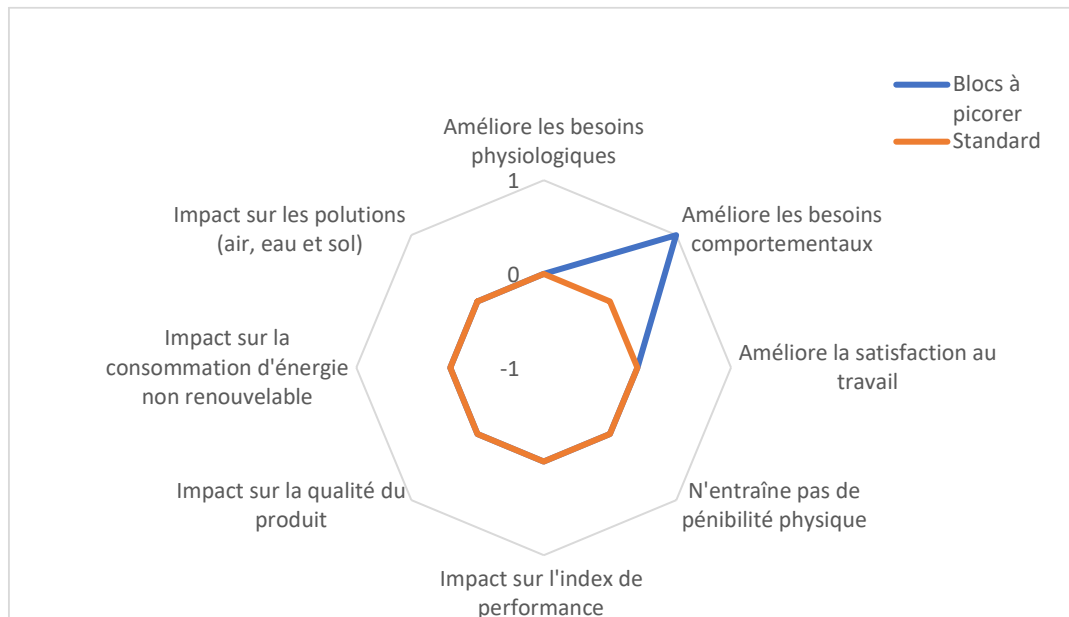 Blocs à
picorer
Standard
Améliore les besoins
physiologiques
1
Impact sur les polutions
(air, eau et sol)
Améliore les besoins
comportementaux
0
Impact sur la
consommation d'énergie
non renouvelable
-1
Améliore la satisfaction au
travail
Impact sur la qualité du
produit
N'entraîne pas de
pénibilité physique
Impact sur l'index de
performance